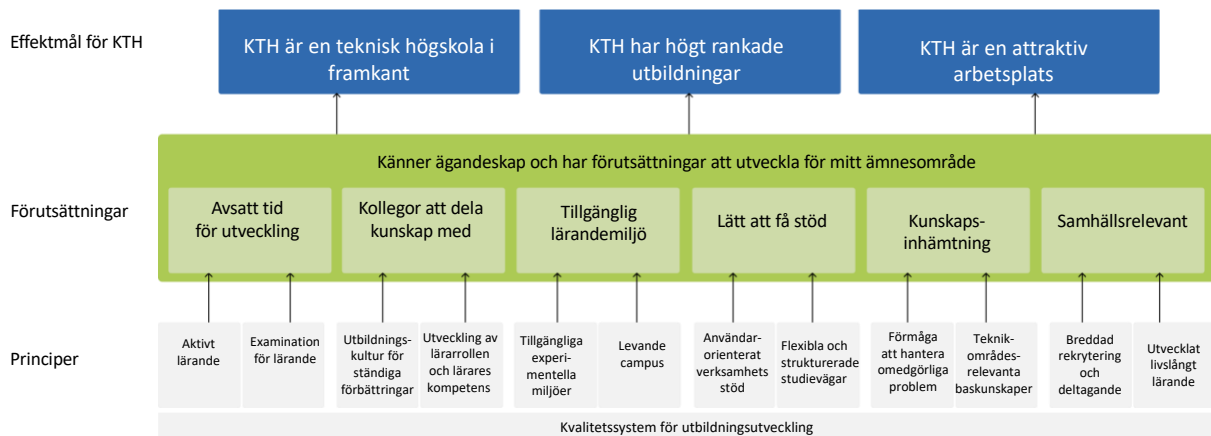 Effektmål för KTH
KTH är en teknisk högskola i
framkant
KTH har högt rankade
utbildningar
KTH är en attraktiv
arbetsplats
Känner ägandeskap och har förutsättningar att utveckla för mitt ämnesområde
Förutsättningar
Avsatt tid
för utveckling
Kollegor att dela
kunskap med
Tillgänglig
lärandemiljö
Lätt att få stöd
Kunskaps-
inhämtning
Samhällsrelevant
Principer
Aktivt
lärande
Examination
för lärande
Utbildnings-
kultur för
ständiga
förbättringar
Utveckling av
lärarrollen
och lärares
kompetens
Tillgängliga
experi-
mentella
miljöer
Levande
campus
Användar-
orienterat
verksamhets
stöd
Flexibla och
strukturerade
studievägar
Förmåga
att hantera
omedgörliga
problem
Teknik-
områdes-
relevanta
baskunskaper
Breddad
rekrytering
och
deltagande
Utvecklat
livslångt
lärande
Kvalitetssystem för utbildningsutveckling